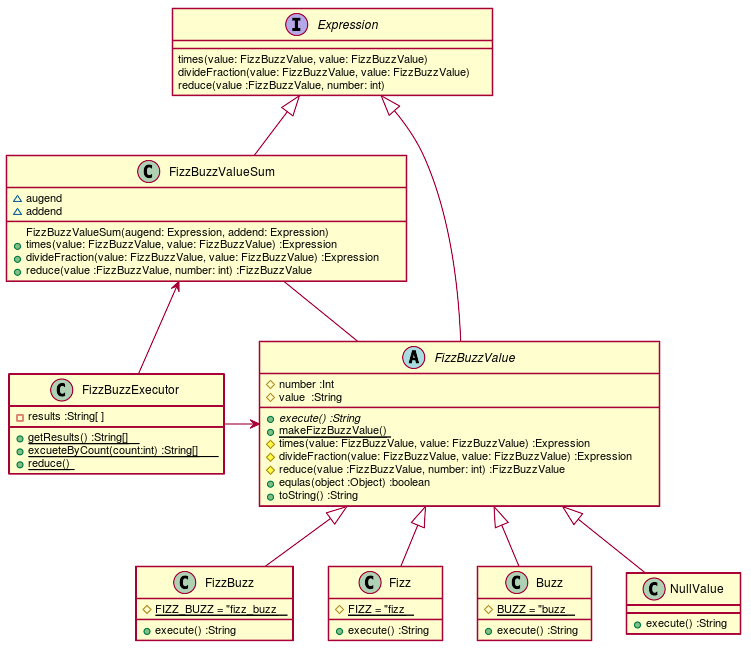 I Expression
times(value: FizzBuzzValue, value: FizzBuzzValue)
divideFraction(value: FizzBuzzValue, value: FizzBuzzValue)
reduce(value :FizzBuzzValue, number: int)
C FizzBuzzValueSum
augend
addend
FizzBuzzValueSum(augend: Expression, addend: Expression)
times(value: FizzBuzzValue, value: FizzBuzzValue) :Expression
divideFraction(value: FizzBuzzValue, value: FizzBuzzValue) :Expression
reduce(value :FizzBuzzValue, number: int) :FizzBuzzValue
C FizzBuzzExecutor
results :String[ ]
getResults() :String[]
excueteByCount(count:int) :String[]
reduce()
A FizzBuzzValue
number :Int
value :String
execute() :String
makeFizzBuzzValue()
times(value: FizzBuzzValue, value: FizzBuzzValue) :Expression
divideFraction(value: FizzBuzzValue, value: FizzBuzzValue) :Expression
reduce(value :FizzBuzzValue, number: int) :FizzBuzzValue
equlas(object :Object) :boolean
toString() :String
C FizzBuzz
FIZZ_BUZZ = "fizz_buzz
execute() :String
C Fizz
FIZZ = "fizz
execute() :String
C Buzz
BUZZ = "buzz
execute() :String
C NullValue
execute() :String